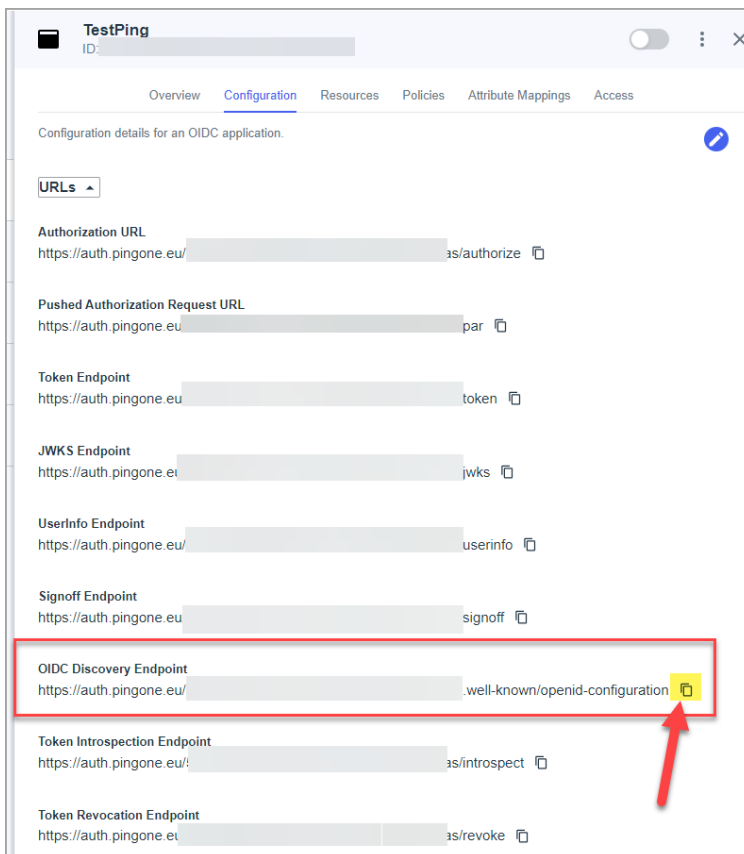 TestPing
ID:
Overview Configuration Resources Policies Attribute Mappings Access
Configuration details for an OIDC application.
URLs
Authorization URL
https://auth.pingone.eu/ as/authorize
Pushed Authorization Request URL
https://auth.pingone.eu par
Token Endpoint
https://auth.pingone.eu token
JWKS Endpoint
https://auth.pingone.eu jwks
UserInfo Endpoint
https://auth.pingone.eu/ userinfo
Signoff Endpoint
https://auth.pingone.eu signoff
OIDC Discovery Endpoint
https://auth.pingone.eu/ .well-known/openid-configuration
Token Introspection Endpoint
https://auth.pingone.eu/ as/introspect
Token Revocation Endpoint
https://auth.pingone.eu as/revoke